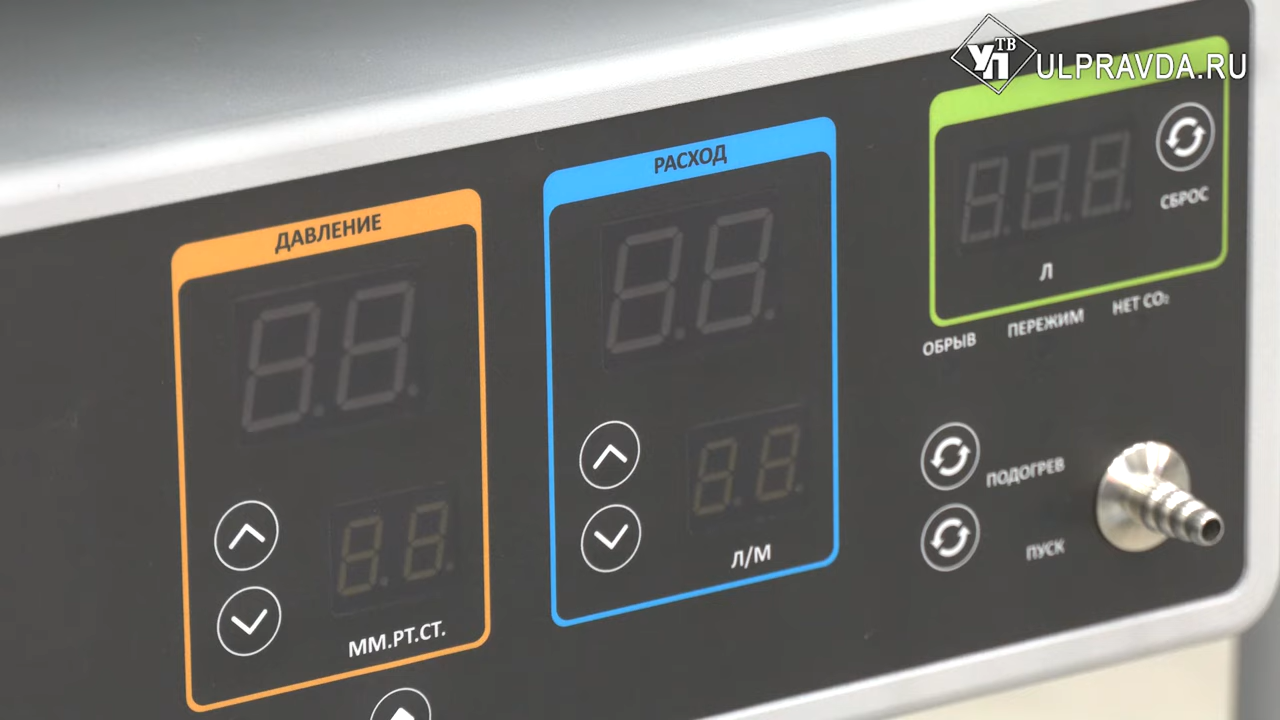 УП ТВ
ULPRAVDA.RU
ДАВЛЕНИЕ
ММ.РТ.СТ.
РАСХОД
Л/М
СБРОС
Л
ОБРЫВ
ПЕРЕЖИМ
НЕТ CO₂
ПОДОГРЕВ
ПУСК